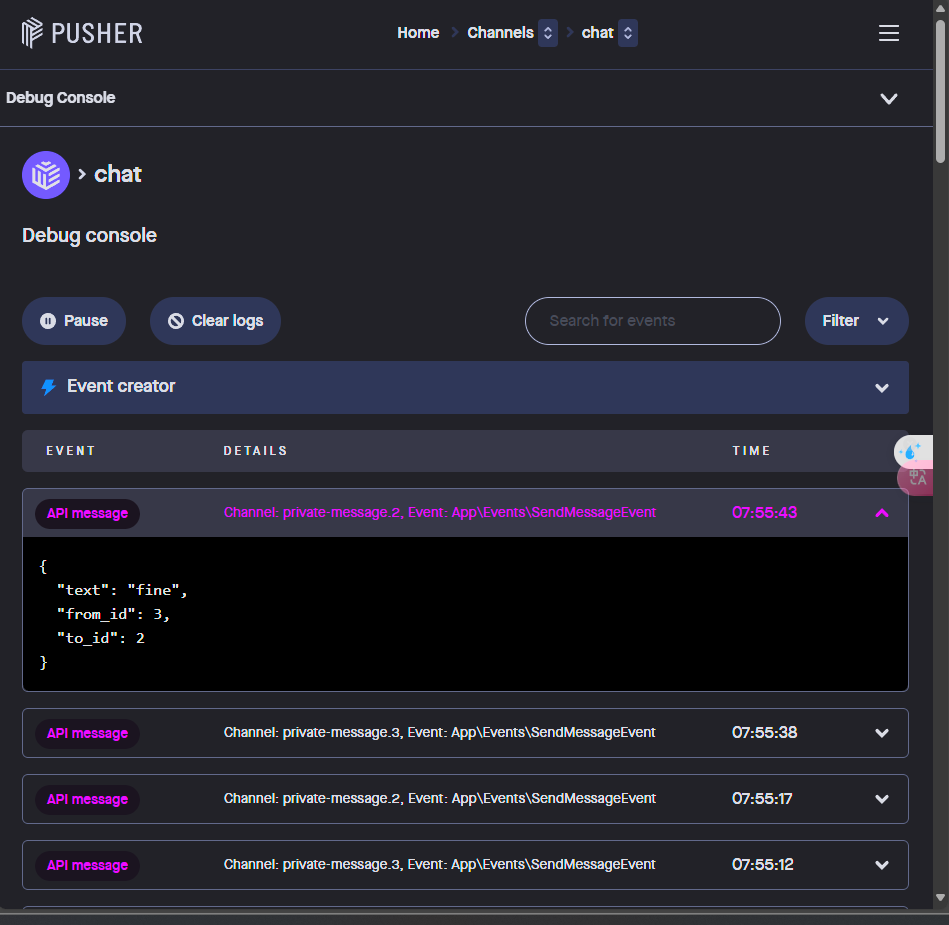 PUSHER
Home Channels chat
Debug Console
chat
Debug console
Pause Clear logs Search for events Filter
Event creator
EVENT DETAILS TIME
API message Channel: private-message.2, Event: App\Events\SendMessageEvent 07:55:43
{
"text": "fine",
"from_id": 3,
"to_id": 2
}
API message Channel: private-message.3, Event: App\Events\SendMessageEvent 07:55:38
API message Channel: private-message.2, Event: App\Events\SendMessageEvent 07:55:17
API message Channel: private-message.3, Event: App\Events\SendMessageEvent 07:55:12